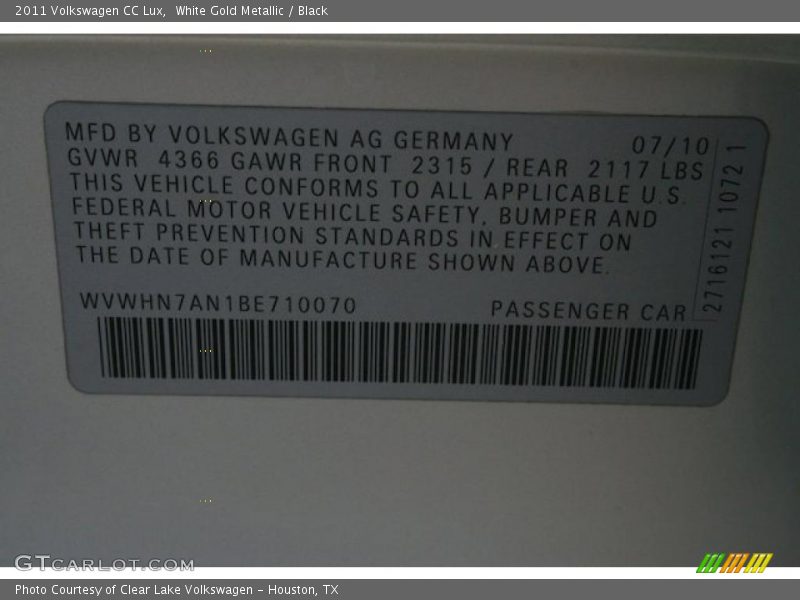 2011 Volkswagen CC Lux,  White Gold Metallic / Black
MFD BY VOLKSWAGEN AG GERMANY 07/10
GVWR 4366 GAWR FRONT 2315 / REAR 2117 LBS
THIS VEHICLE CONFORMS TO ALL APPLICABLE U.S.
FEDERAL MOTOR VEHICLE SAFETY, BUMPER AND
THEFT PREVENTION STANDARDS IN EFFECT ON
THE DATE OF MANUFACTURE SHOWN ABOVE.
2716121 1072 1
WVWHN7AN1BE710070 PASSENGER CAR
GTCARLOT.COM
Photo Courtesy of Clear Lake Volkswagen – Houston, TX